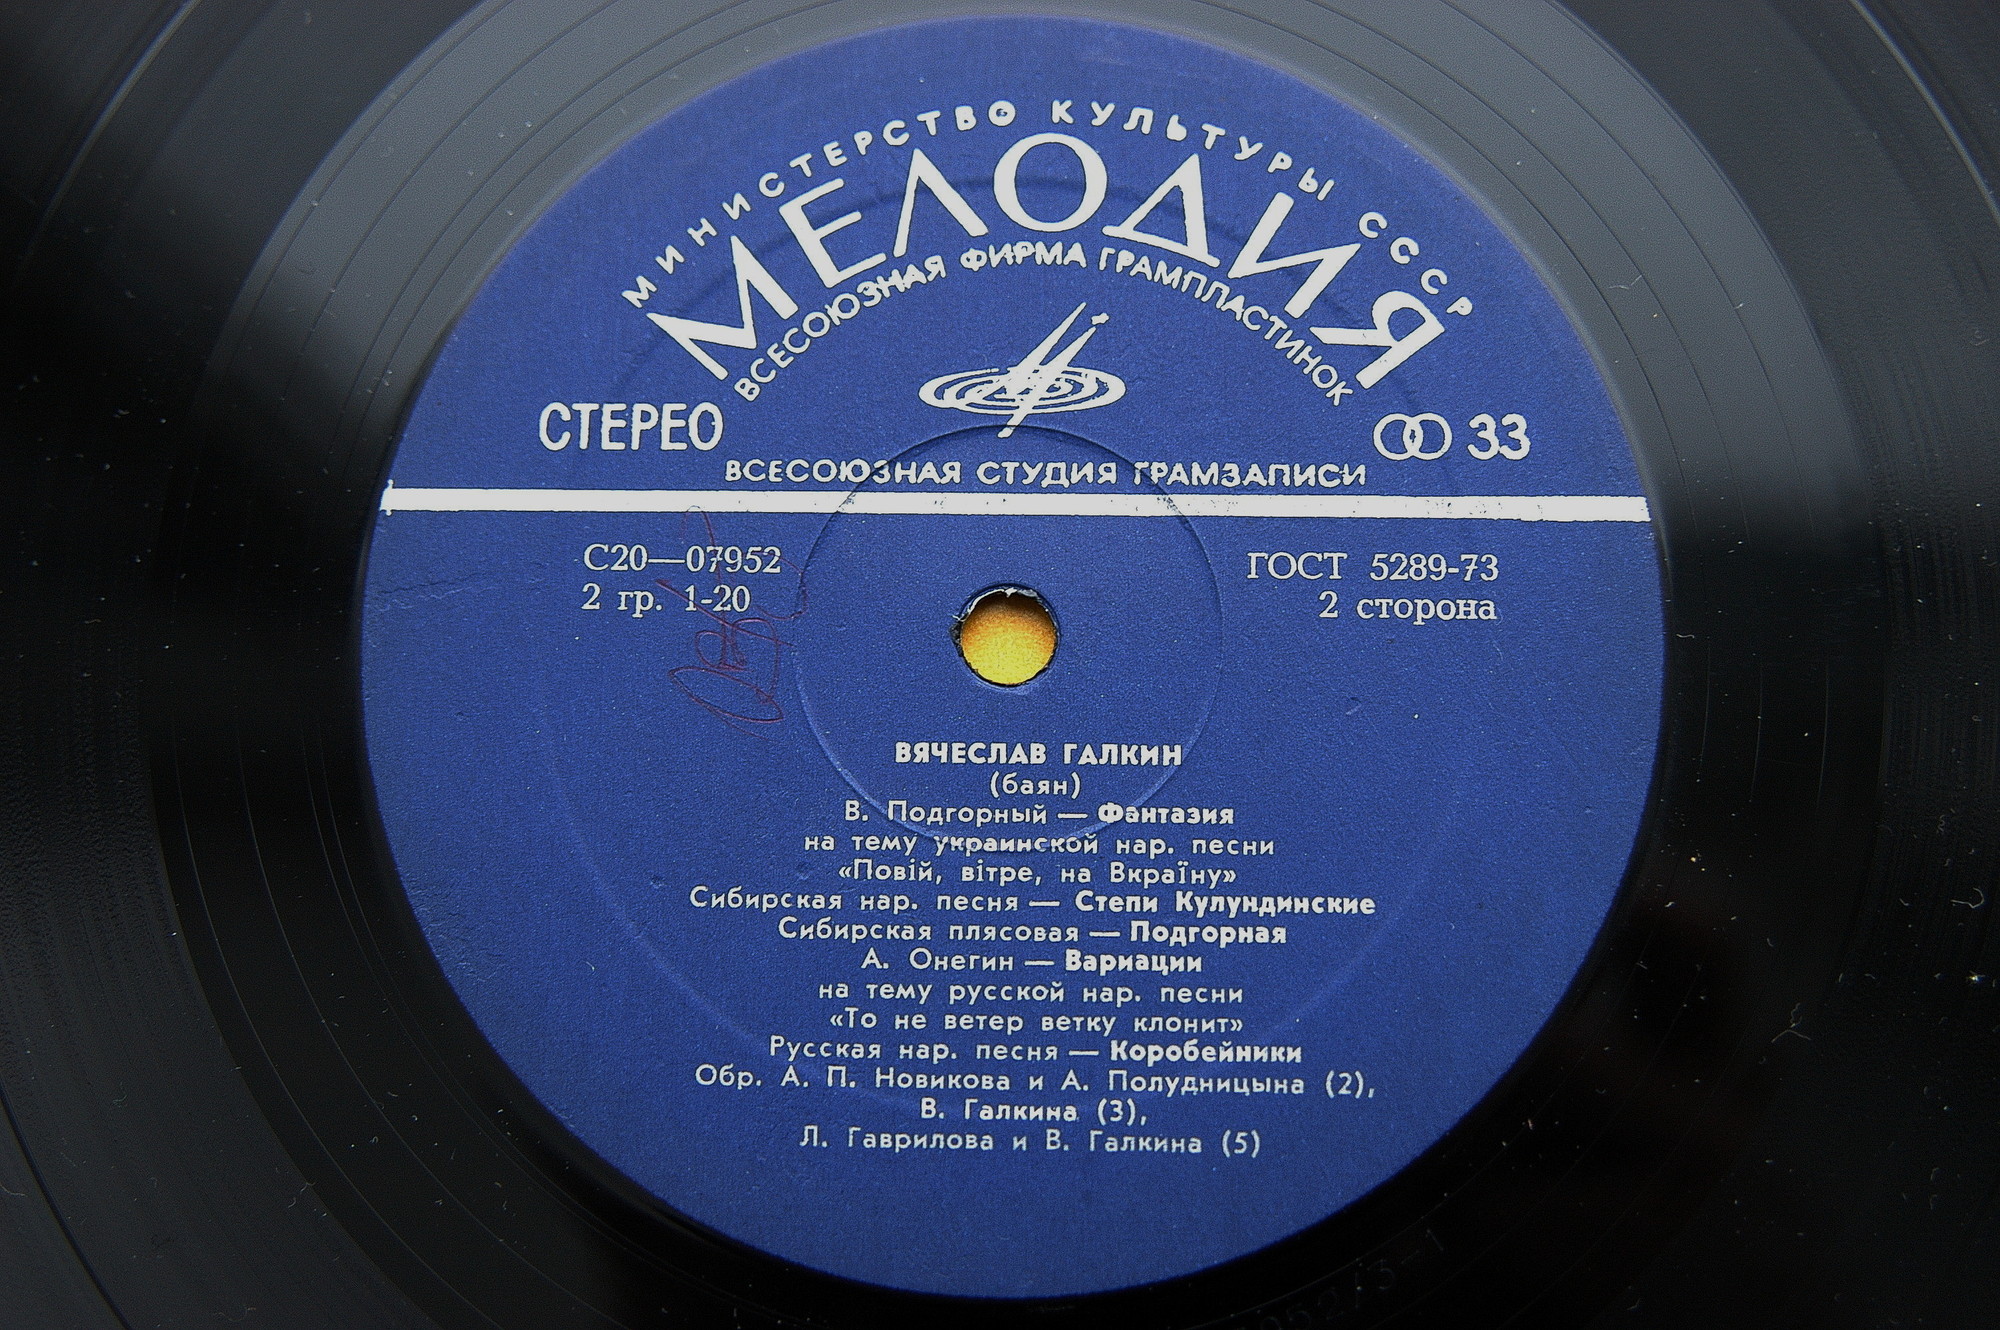 МИНИСТЕРСТВО КУЛЬТУРЫ СССР
МЕЛОДИЯ
ВСЕСОЮЗНАЯ ФИРМА ГРАМПЛАСТИНОК
СТЕРЕО
33
ВСЕСОЮЗНАЯ СТУДИЯ ГРАМЗАПИСИ
С20—07952
2 гр. 1-20
ГОСТ 5289-73
2 сторона
ВЯЧЕСЛАВ ГАЛКИН
(баян)
В. Подгорный — Фантазия
на тему украинской нар. песни
«Повій, вітре, на Вкраїну»
Сибирская нар. песня — Степи Кулундинские
Сибирская плясовая — Подгорная
А. Онегин — Вариации
на тему русской нар. песни
«То не ветер ветку клонит»
Русская нар. песня — Коробейники
Обр. А. П. Новикова и А. Полудницына (2),
В. Галкина (3),
Л. Гаврилова и В. Галкина (5)